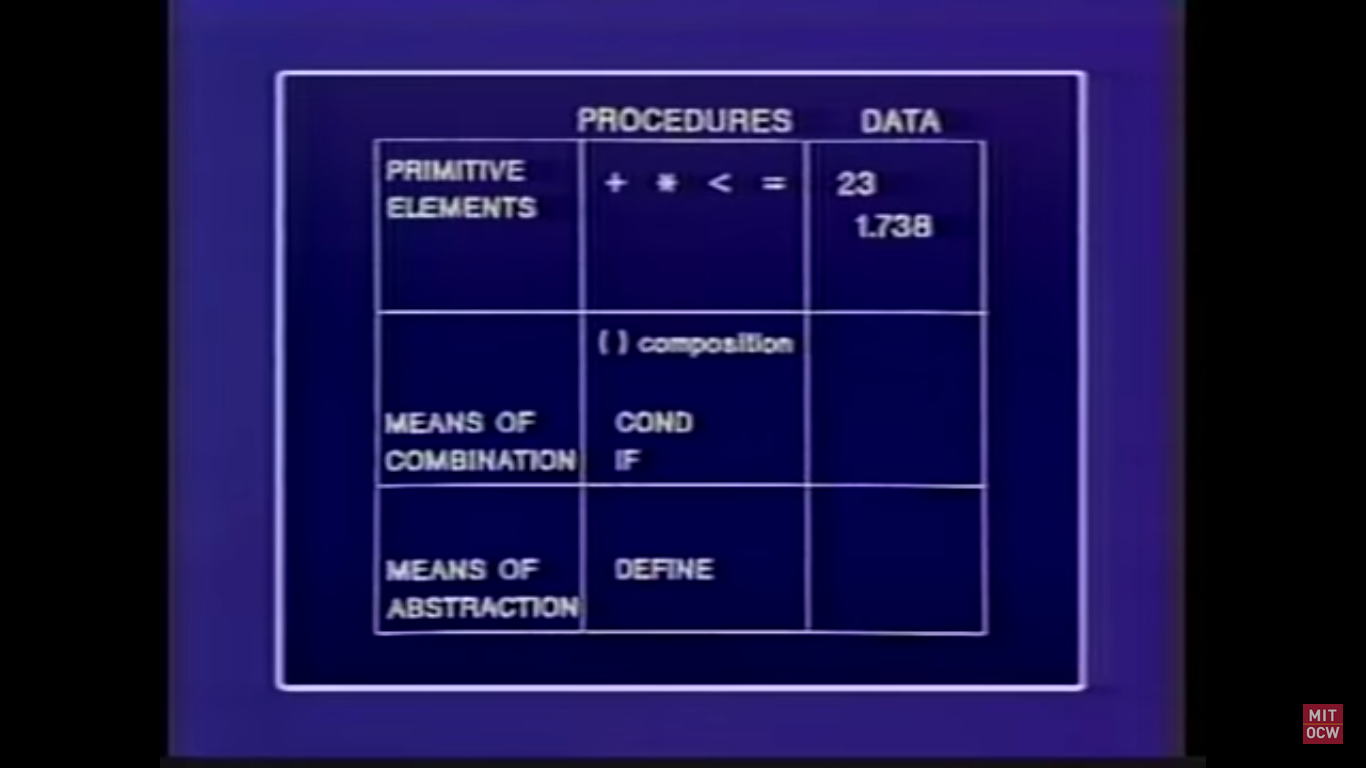 PROCEDURES DATA
PRIMITIVE ELEMENTS + * < = 23
1.738
( ) composition
MEANS OF COMBINATION COND
IF
MEANS OF ABSTRACTION DEFINE
MIT
OCW